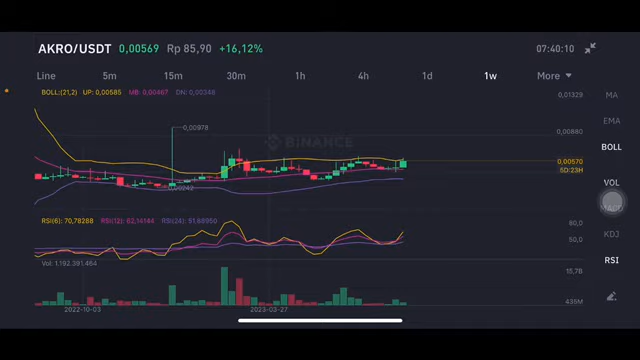 AKRO/USDT 0,00569 Rp 85,90 +16,12% 07:40:10
Line 5m 15m 30m 1h 4h 1d 1w More
BOLL:(21,2) UP: 0,00585 MB: 0,00467 DN: 0,00348
0,01329
MA
EMA
0,00978
0,00880
BINANCE
BOLL
0,00570
5D:23H
VOL
0,00242
RSI(6): 70,78288 RSI(12): 62,14144 RSI(24): 51,88950
80,0
KDJ
50,0
RSI
Vol: 1.192.391.464
15,7B
435M
2022-10-03 2023-03-27